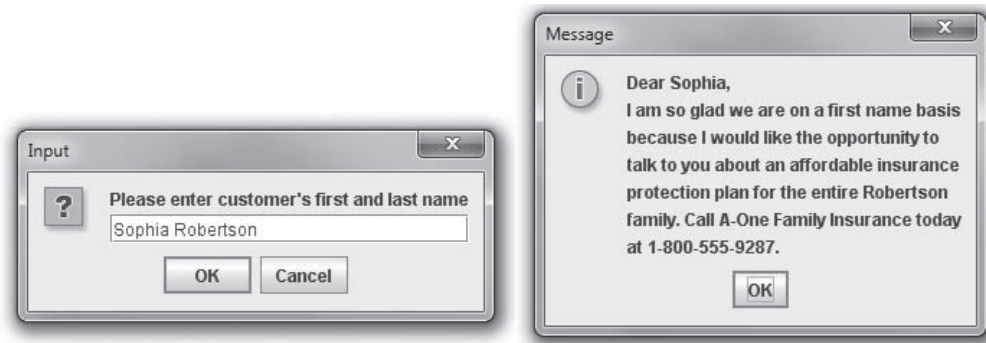 Input
x
?
Please enter customer's first and last name
Sophia Robertson
OK
Cancel
Message
x
i
Dear Sophia,
I am so glad we are on a first name basis
because I would like the opportunity to
talk to you about an affordable insurance
protection plan for the entire Robertson
family. Call A-One Family Insurance today
at 1-800-555-9287.
OK